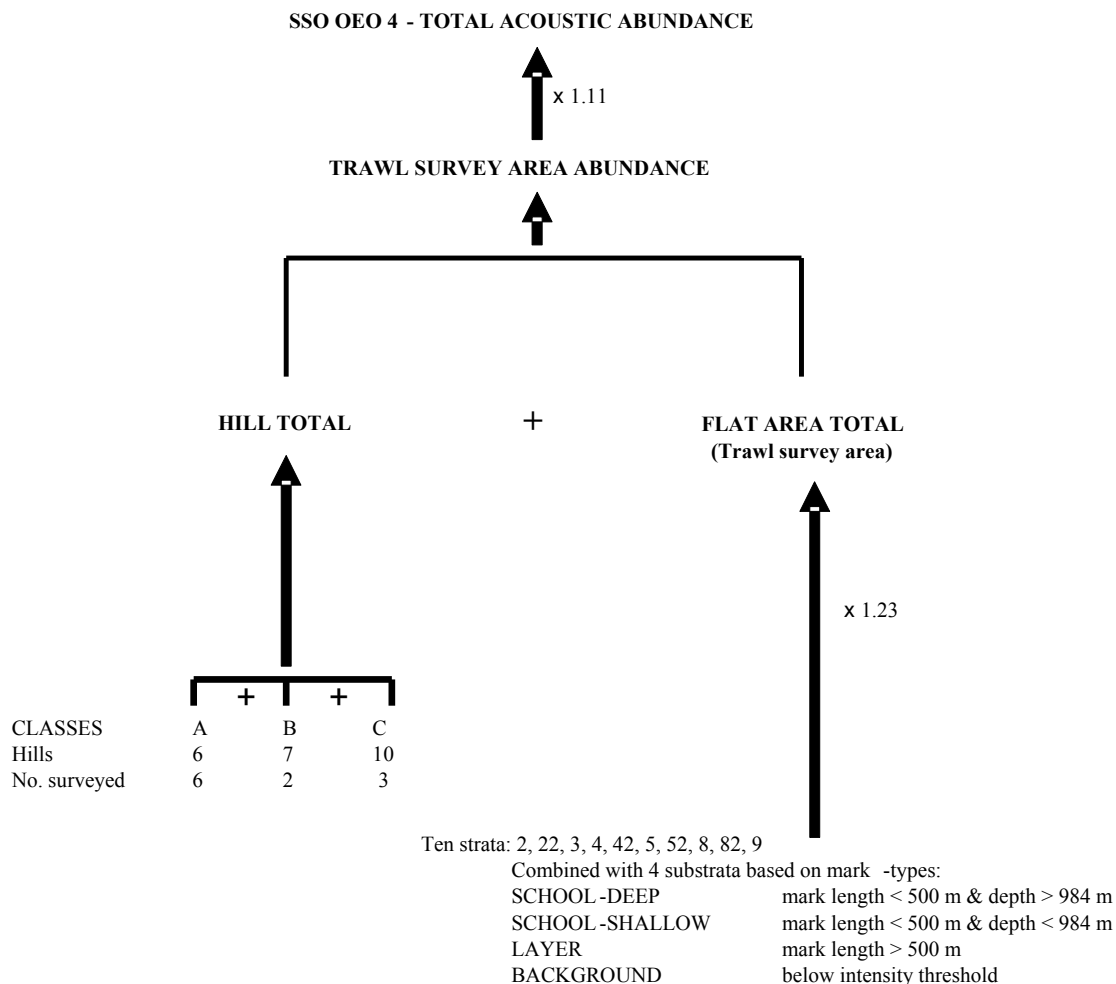 SSO OEO 4 - TOTAL ACOUSTIC ABUNDANCE
x 1.11
TRAWL SURVEY AREA ABUNDANCE
HILL TOTAL + FLAT AREA TOTAL
(Trawl survey area)
x 1.23
+ +
CLASSES A B C
Hills 6 7 10
No. surveyed 6 2 3
Ten strata: 2, 22, 3, 4, 42, 5, 52, 8, 82, 9
Combined with 4 substrata based on mark -types:
SCHOOL -DEEP mark length < 500 m & depth > 984 m
SCHOOL -SHALLOW mark length < 500 m & depth < 984 m
LAYER mark length > 500 m
BACKGROUND below intensity threshold